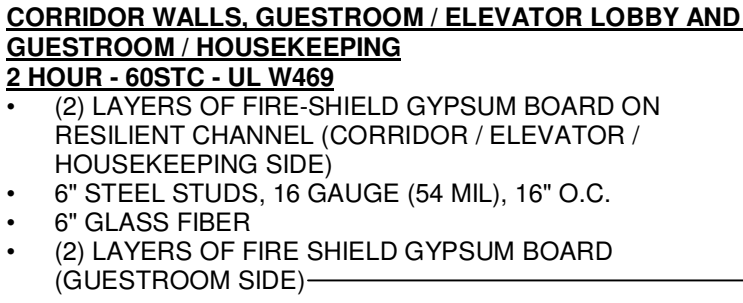 CORRIDOR WALLS, GUESTROOM / ELEVATOR LOBBY AND
GUESTROOM / HOUSEKEEPING
2 HOUR - 60STC - UL W469
• (2) LAYERS OF FIRE-SHIELD GYPSUM BOARD ON
RESILIENT CHANNEL (CORRIDOR / ELEVATOR /
HOUSEKEEPING SIDE)
• 6" STEEL STUDS, 16 GAUGE (54 MIL), 16" O.C.
• 6" GLASS FIBER
• (2) LAYERS OF FIRE SHIELD GYPSUM BOARD
(GUESTROOM SIDE)